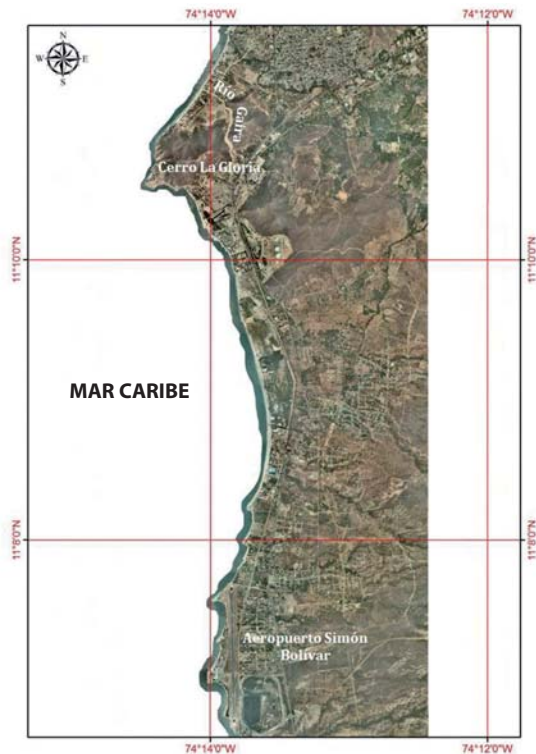 74°14'0"W 74°12'0"W
N
W E
S
Río
Gaira
Cerro La Gloria
11°10'0"N 11°10'0"N
MAR CARIBE
11°8'0"N 11°8'0"N
Aeropuerto Simón
Bolívar
74°14'0"W 74°12'0"W